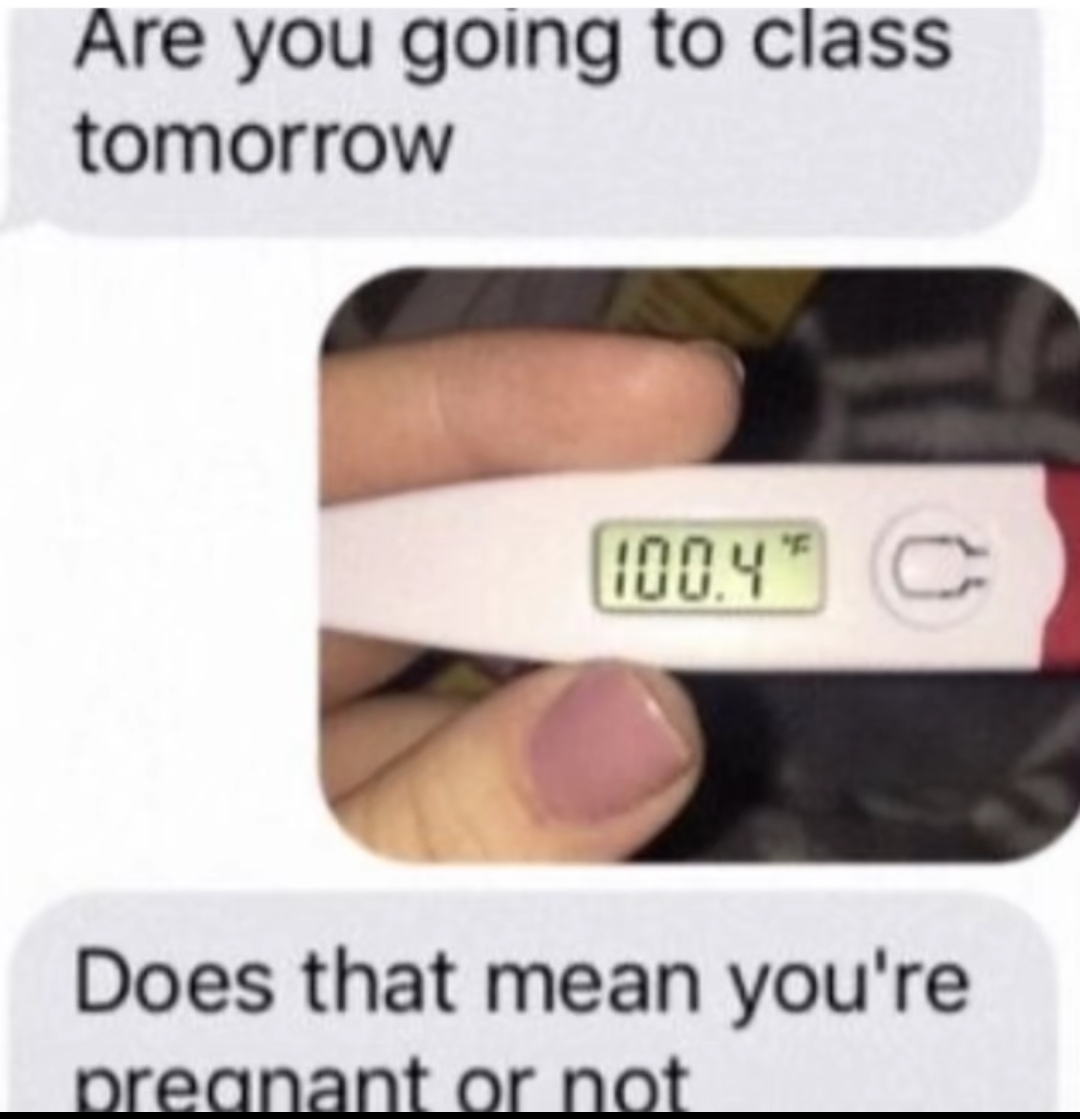 Are you going to class
tomorrow
100.4 °F
Does that mean you're
pregnant or not